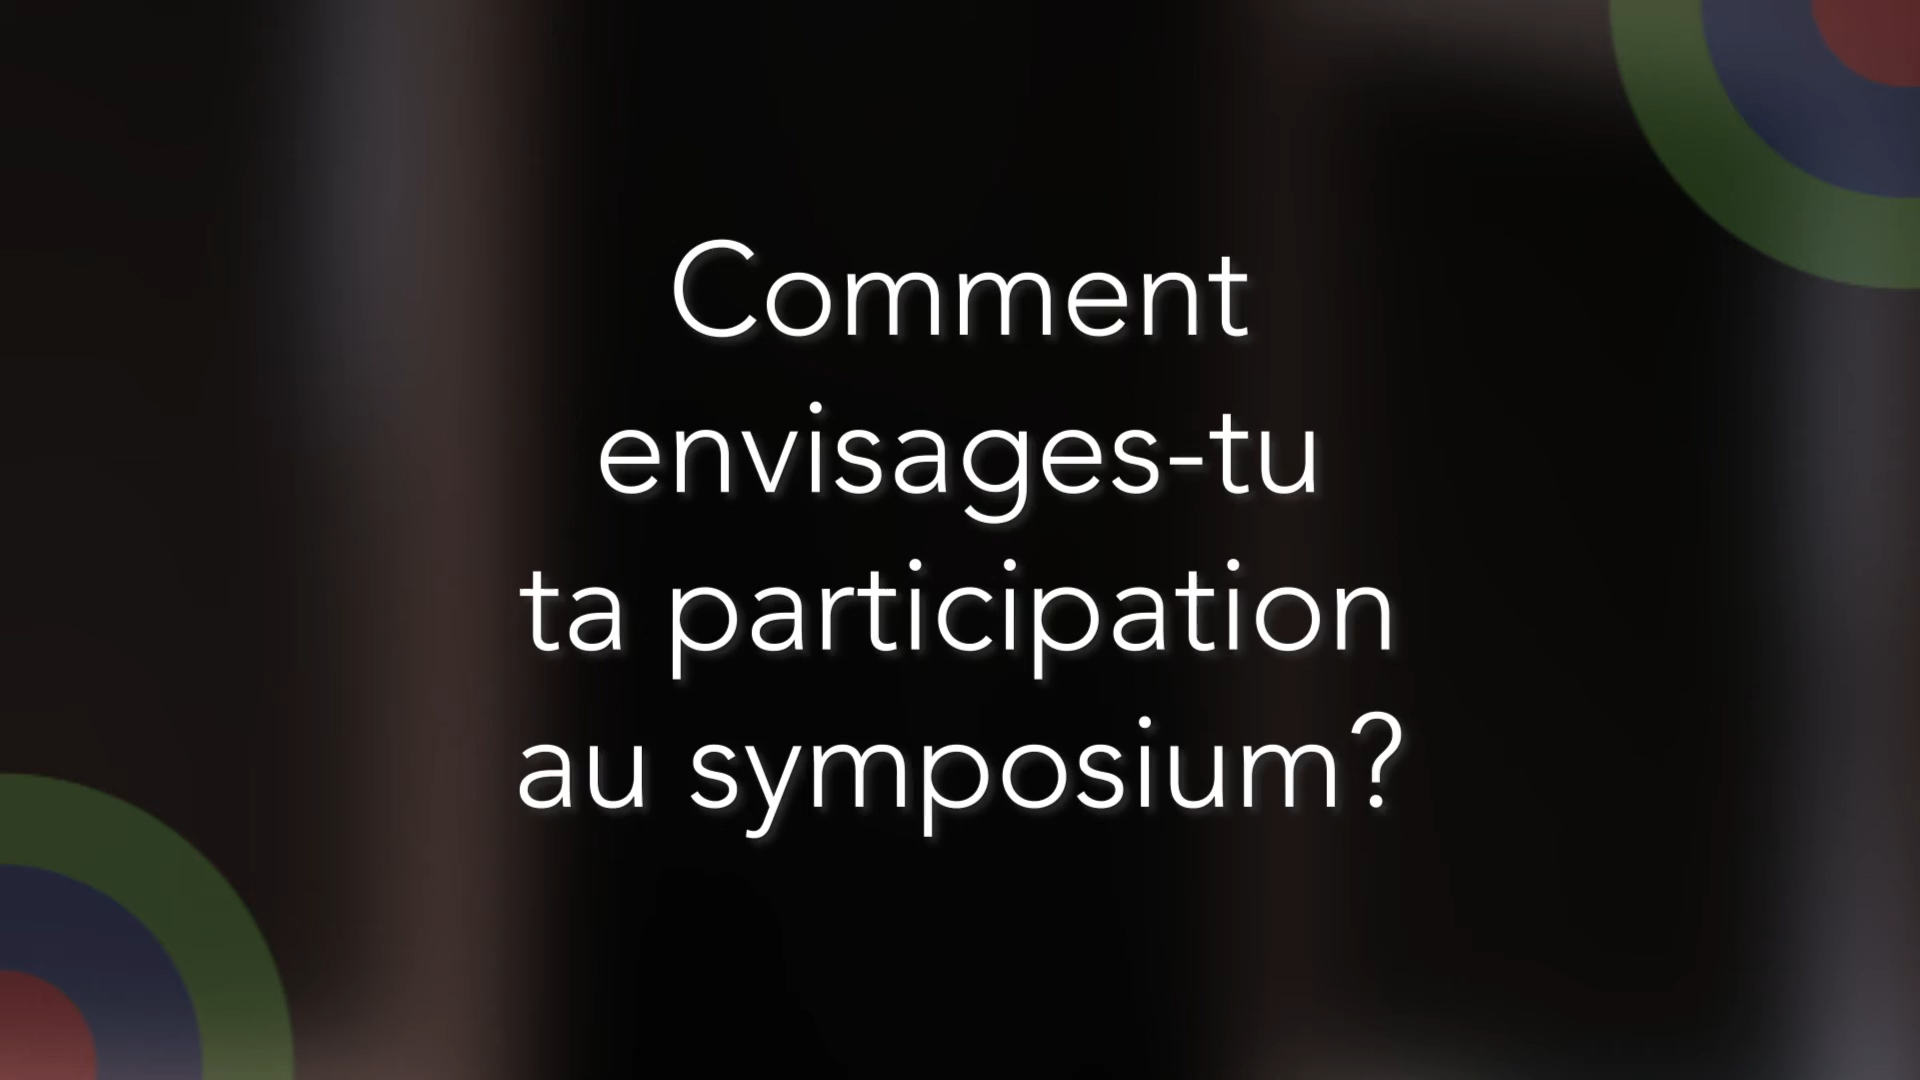 Comment
envisages-tu
ta participation
au symposium?